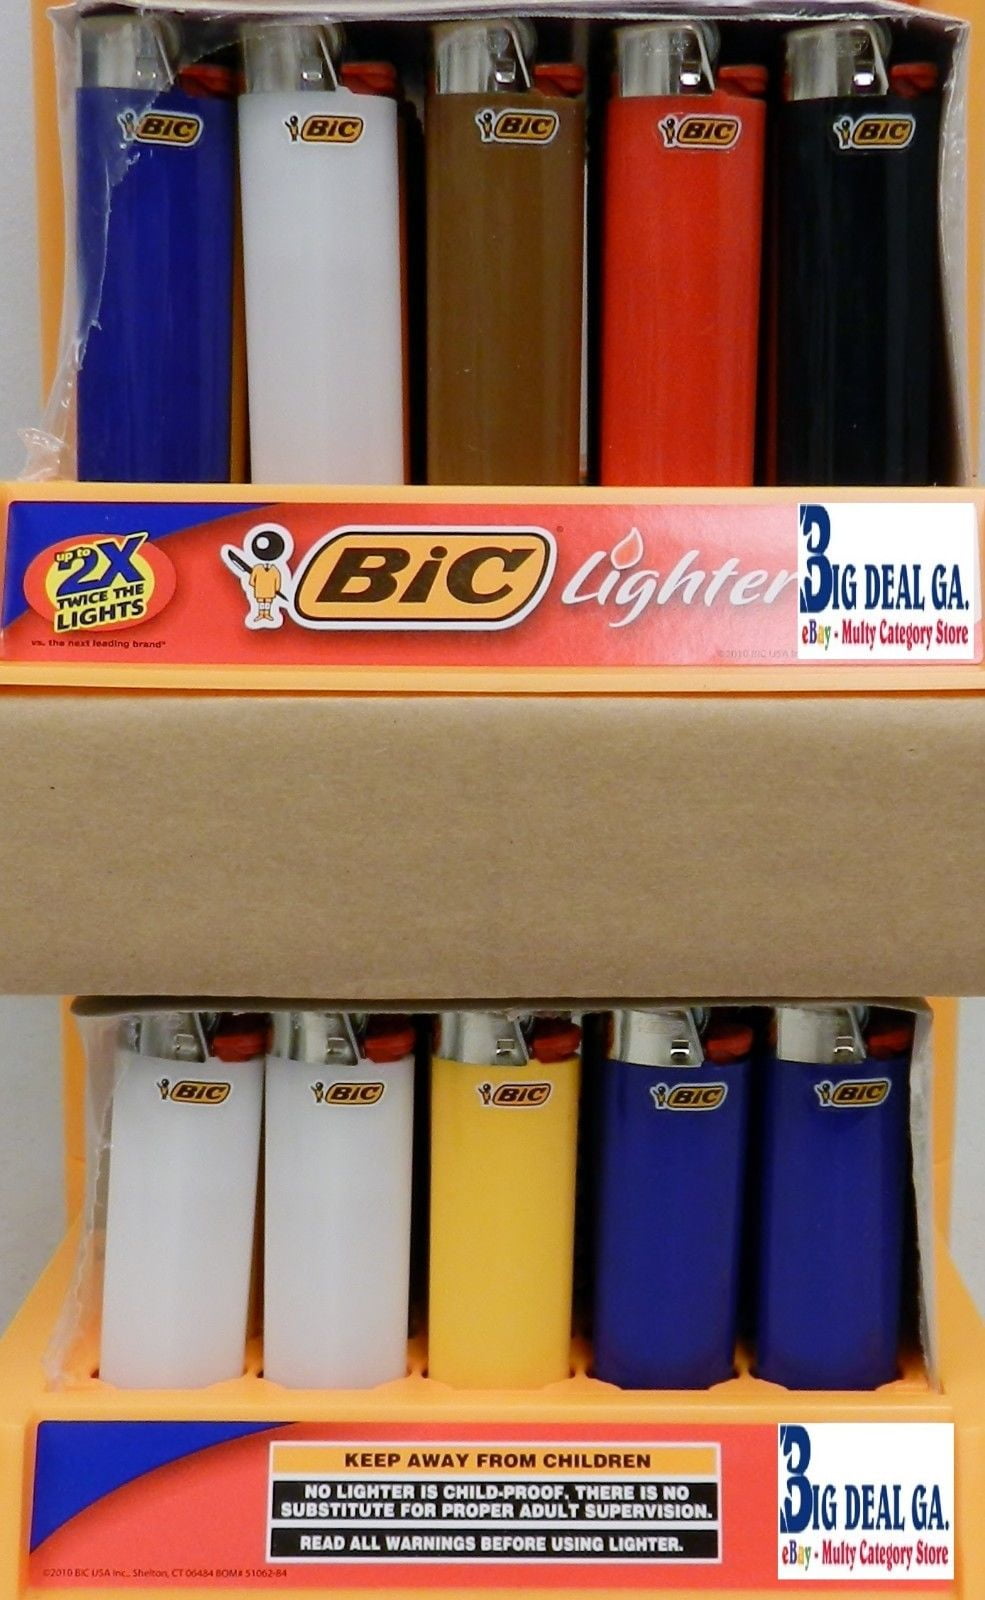 BiC
BiC
BiC
BiC
BiC
up to
2X
TWICE THE
LIGHTS
vs. the next leading brand"
BiC®
Lighter
©2010 BIC USA
BIG DEAL GA.
eBay - Multy Category Store
BiC
BiC
BiC
BiC
BiC
KEEP AWAY FROM CHILDREN
NO LIGHTER IS CHILD-PROOF. THERE IS NO
SUBSTITUTE FOR PROPER ADULT SUPERVISION.
READ ALL WARNINGS BEFORE USING LIGHTER.
©2010 BIC USA Inc., Shelton, CT 06484 BOM# 51062-84
BIG DEAL GA.
eBay - Multy Category Store